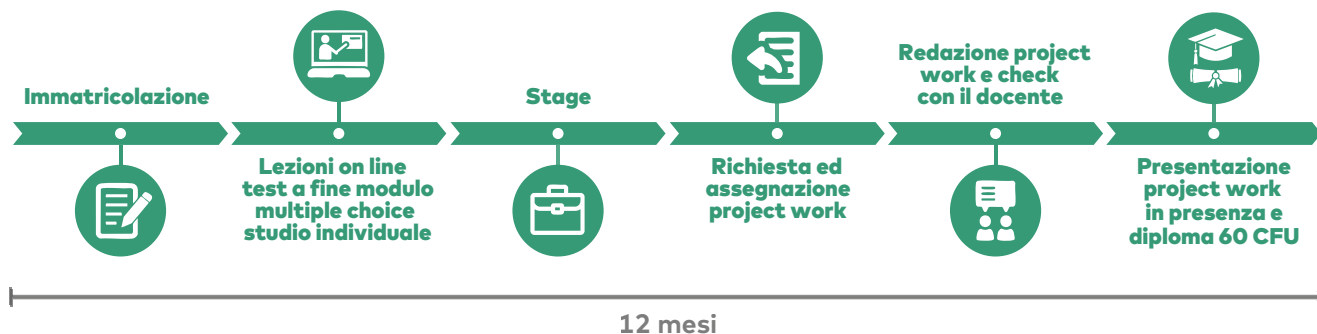 Immatricolazione
Lezioni on line
test a fine modulo
multiple choice
studio individuale
Stage
Richiesta ed
assegnazione
project work
Redazione project
work e check
con il docente
Presentazione
project work
in presenza e
diploma 60 CFU
12 mesi